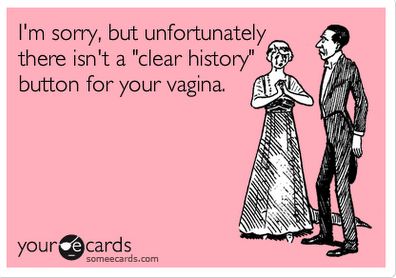 I'm sorry, but unfortunately
there isn't a "clear history"
button for your vagina.
your ecards
someecards.com